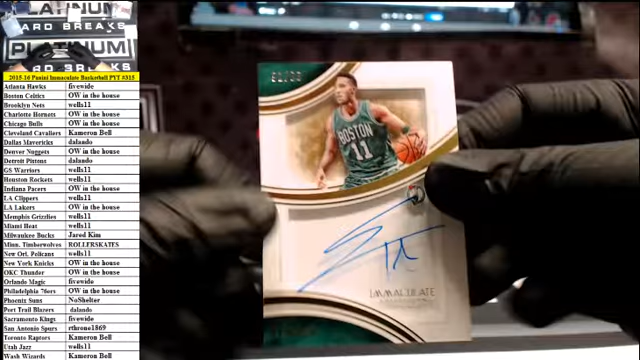 PLATINUM
CARD BREAKS
PLATINUM
2015-16 Panini Immaculate Basketball PYT #315
Atlanta Hawks fivewide
Boston Celtics OW in the house
Brooklyn Nets wells11
Charlotte Hornets OW in the house
Chicago Bulls OW in the house
Cleveland Cavaliers Kameron Bell
Dallas Mavericks dalando
Denver Nuggets OW in the house
Detroit Pistons dalando
GS Warriors wells11
Houston Rockets wells11
Indiana Pacers OW in the house
LA Clippers wells11
LA Lakers OW in the house
Memphis Grizzlies wells11
Miami Heat wells11
Milwaukee Bucks Jared Kim
Minn. Timberwolves ROLLERSKATES
New Orl. Pelicans wells11
New York Knicks OW in the house
OKC Thunder OW in the house
Orlando Magic fivewide
Philadelphia 76ers OW in the house
Phoenix Suns NoShelter
Port Trail Blazers dalando
Sacramento Kings fivewide
San Antonio Spurs rthrone1869
Toronto Raptors Kameron Bell
Utah Jazz wells11
Wash Wizards Kameron Bell
BOSTON
11
IMMACULATE